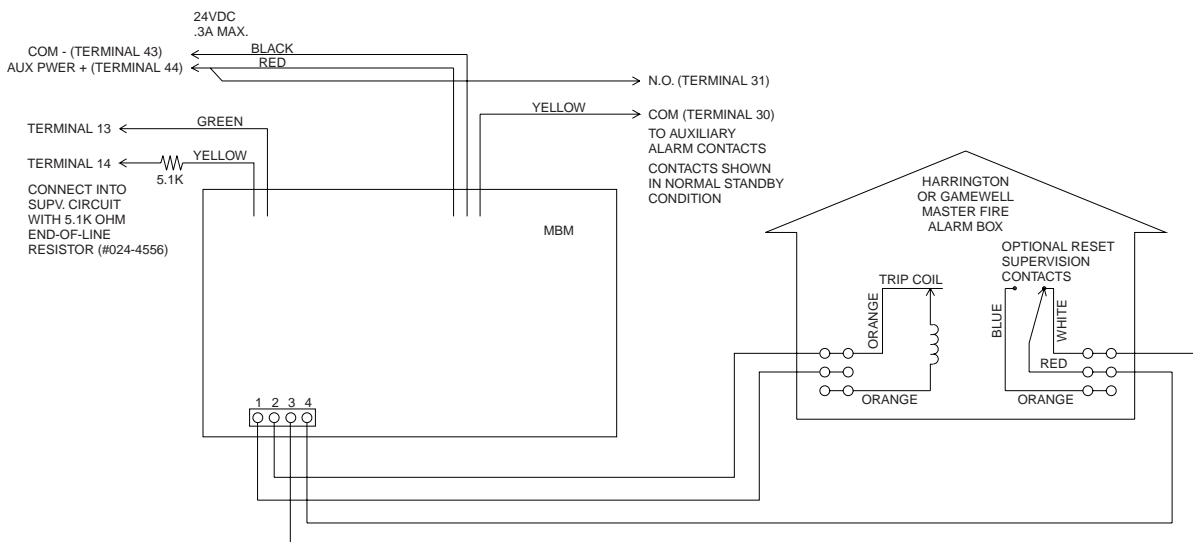 24VDC
.3A MAX.
COM - (TERMINAL 43)
BLACK
AUX PWER + (TERMINAL 44)
RED
N.O. (TERMINAL 31)
YELLOW
COM (TERMINAL 30)
TO AUXILIARY
ALARM CONTACTS
CONTACTS SHOWN
IN NORMAL STANDBY
CONDITION
TERMINAL 13
GREEN
TERMINAL 14
YELLOW
5.1K
CONNECT INTO
SUPV. CIRCUIT
WITH 5.1K OHM
END-OF-LINE
RESISTOR (#024-4556)
MBM
1 2 3 4
HARRINGTON
OR GAMEWELL
MASTER FIRE
ALARM BOX
OPTIONAL RESET
SUPERVISION
CONTACTS
TRIP COIL
ORANGE
ORANGE
BLUE
WHITE
RED
ORANGE